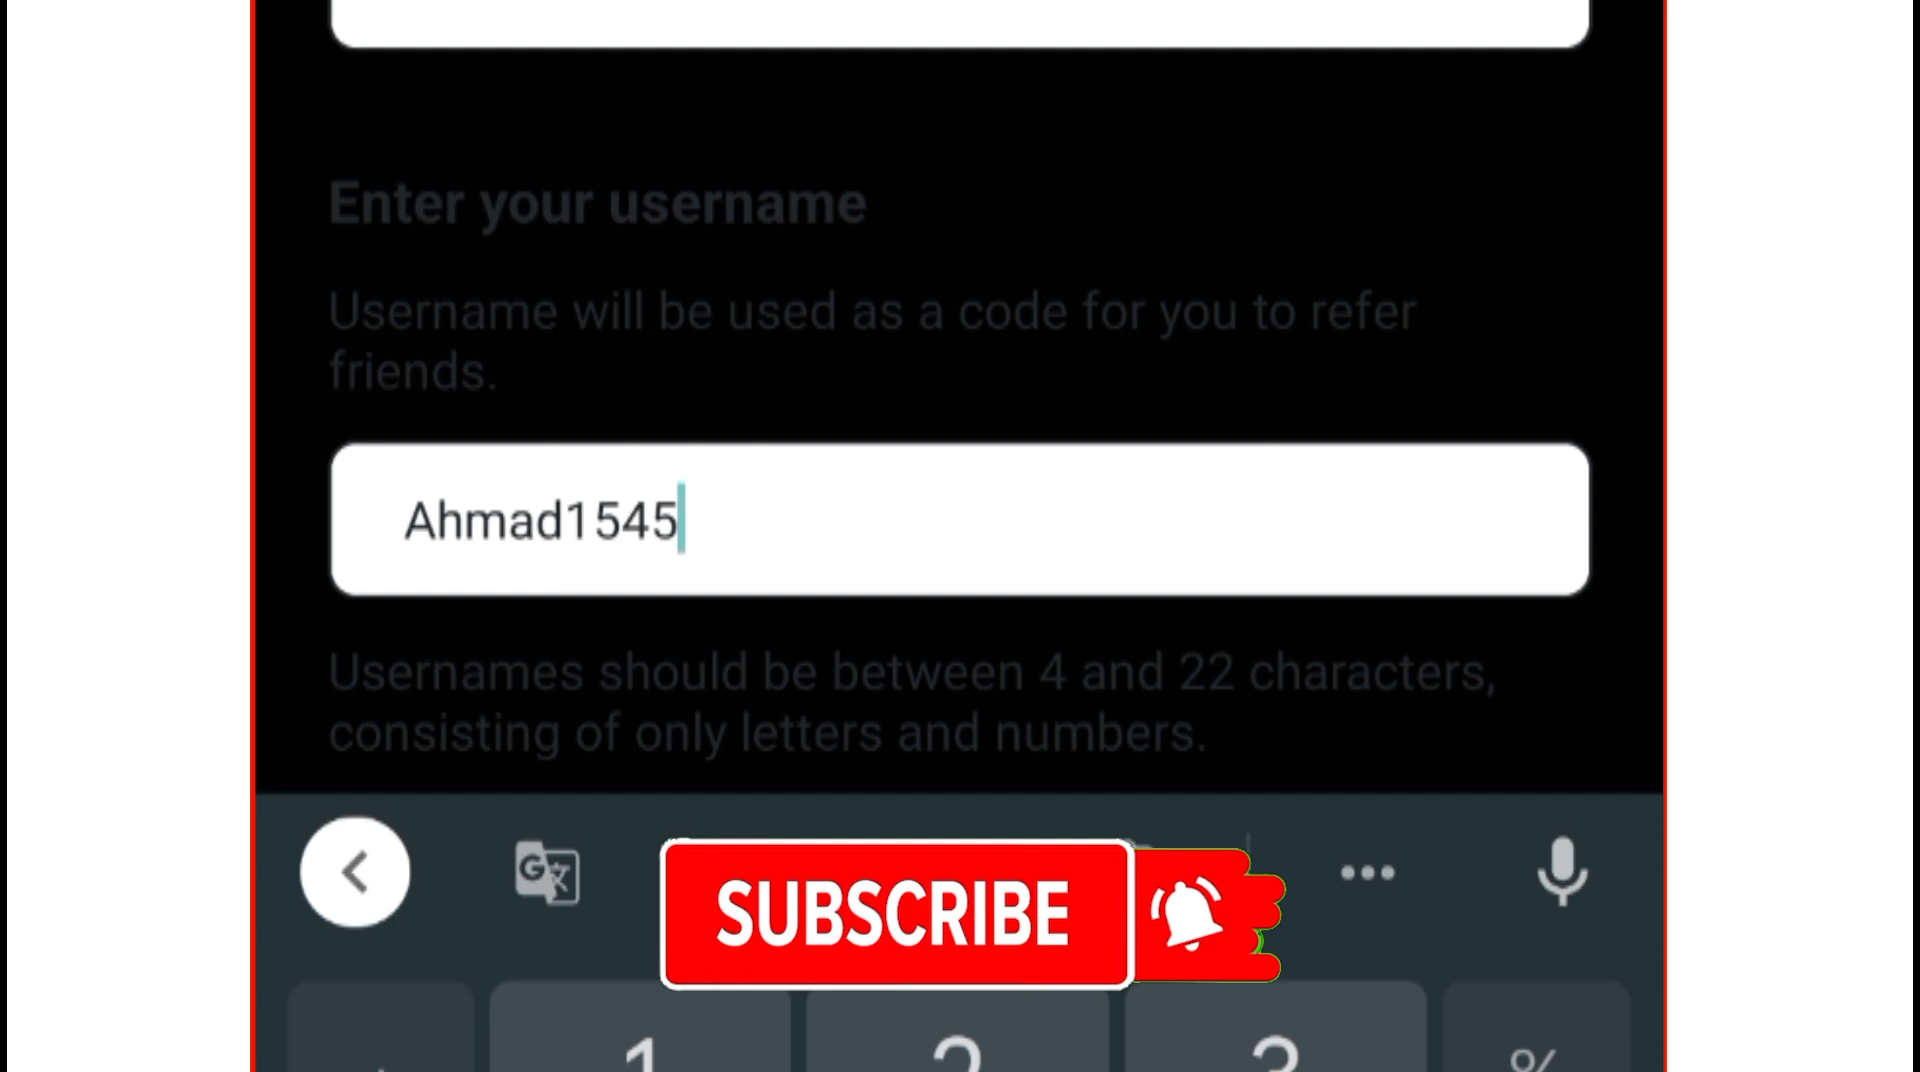 Enter your username
Username will be used as a code for you to refer
friends.
Ahmad1545
Usernames should be between 4 and 22 characters,
consisting of only letters and numbers.
SUBSCRIBE
1 2 3 %